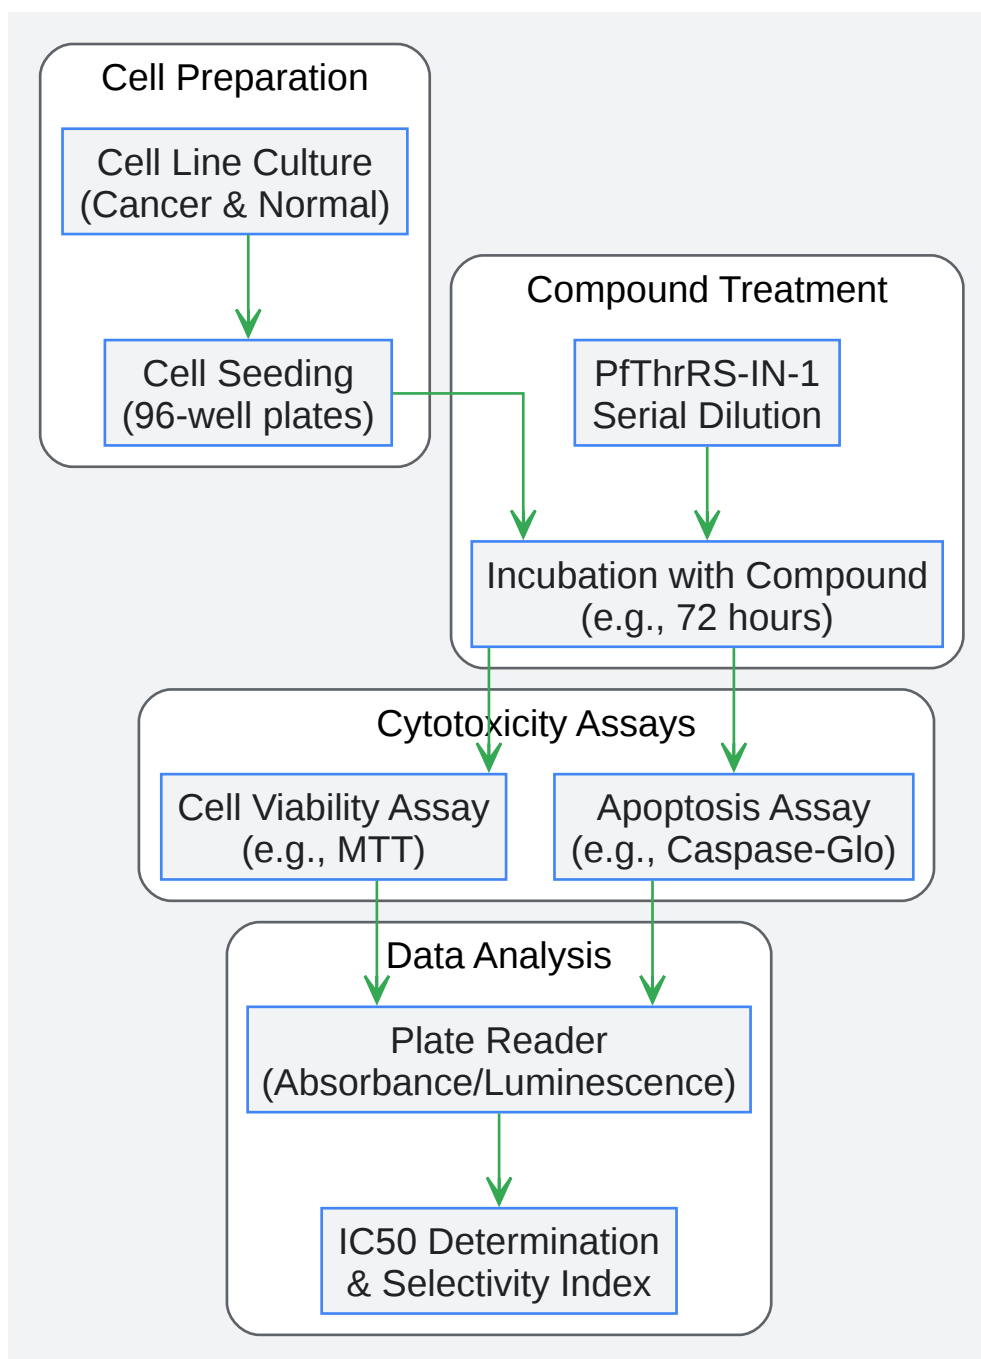 Cell Preparation
Cell Line Culture
(Cancer & Normal)
Cell Seeding
(96-well plates)
Compound Treatment
PfThrRS-IN-1
Serial Dilution
Incubation with Compound
(e.g., 72 hours)
Cytotoxicity Assays
Cell Viability Assay
(e.g., MTT)
Apoptosis Assay
(e.g., Caspase-Glo)
Data Analysis
Plate Reader
(Absorbance/Luminescence)
IC50 Determination
& Selectivity Index